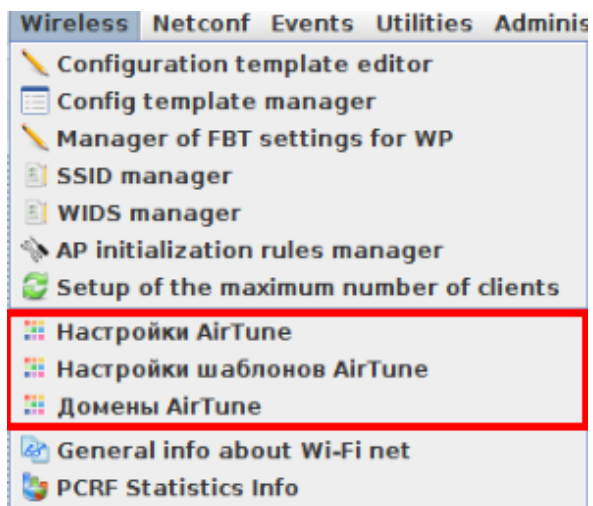 Wireless Netconf Events Utilities Adminis
Configuration template editor
Config template manager
Manager of FBT settings for WP
SSID manager
WIDS manager
AP initialization rules manager
Setup of the maximum number of clients
Настройки AirTune
Настройки шаблонов AirTune
Домены AirTune
General info about Wi-Fi net
PCRF Statistics Info